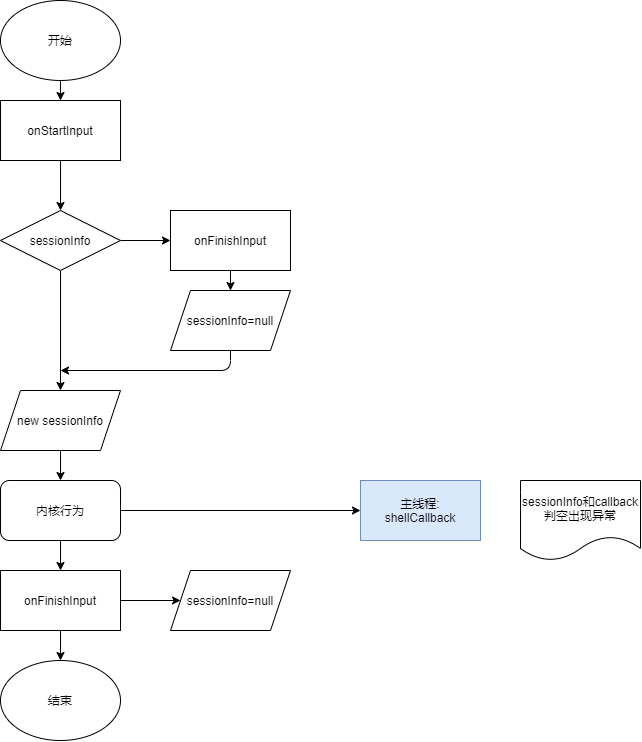 开始
onStartInput
sessionInfo
onFinishInput
sessionInfo=null
new sessionInfo
内核行为
主线程:
shellCallback
sessionInfo和callback
判空出现异常
onFinishInput
sessionInfo=null
结束